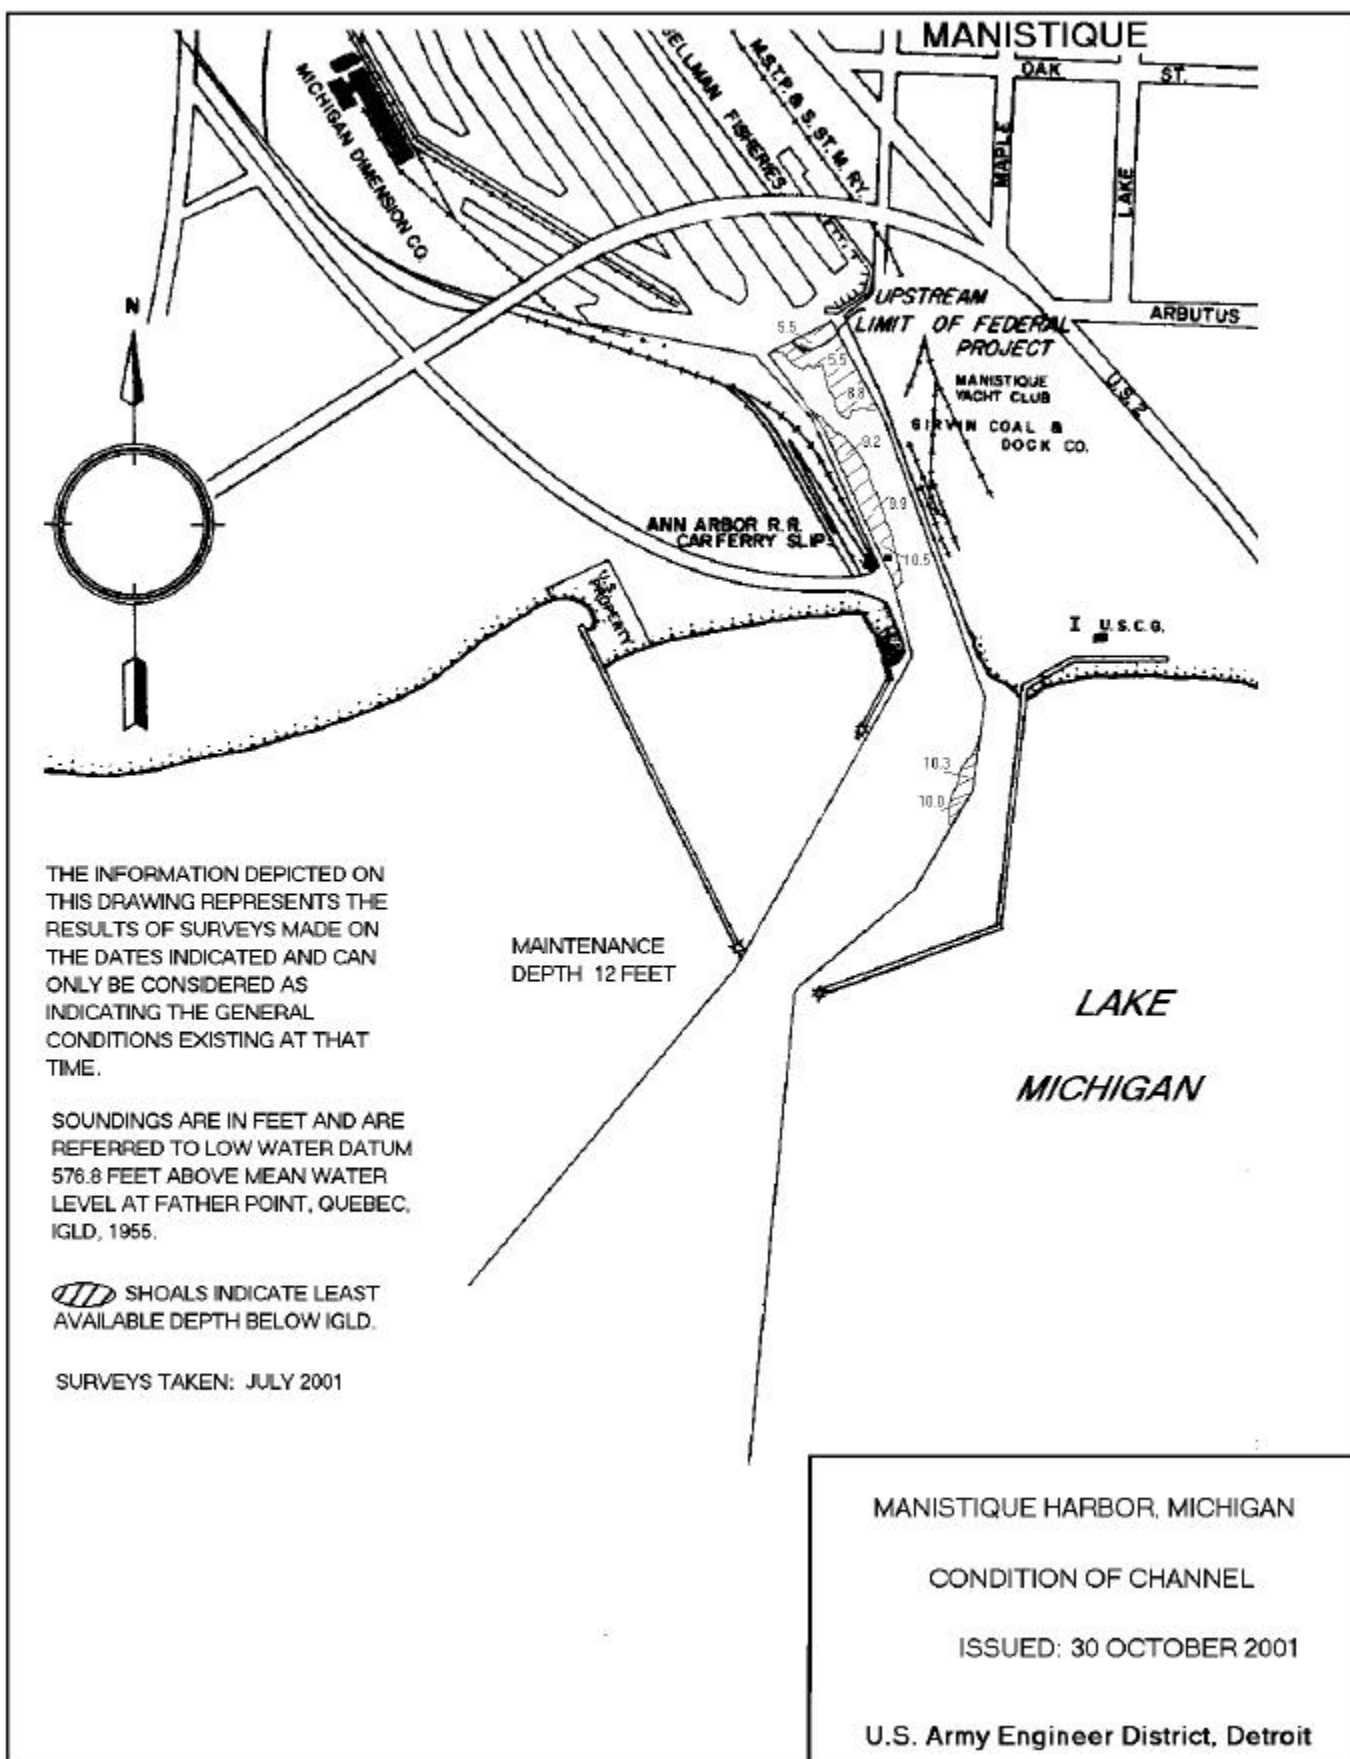 MANISTIQUE
OAK ST.
MAPLE
LAKE
ARBUTUS
U.S. 2
MICHIGAN DIMENSION CO.
FISHERIES
M.S.T.P. & S. ST. M. RY.
N
UPSTREAM
LIMIT OF FEDERAL
PROJECT
MANISTIQUE
YACHT CLUB
GIRVIN COAL &
DOCK CO.
5.5
5.5
8.8
9.2
9.9
10.5
ANN ARBOR R.R.
CARFERRY SLIP
U.S.
PROPERTY
U.S.C.G.
10.3
10.0
THE INFORMATION DEPICTED ON
THIS DRAWING REPRESENTS THE
RESULTS OF SURVEYS MADE ON
THE DATES INDICATED AND CAN
ONLY BE CONSIDERED AS
INDICATING THE GENERAL
CONDITIONS EXISTING AT THAT
TIME.
MAINTENANCE
DEPTH 12 FEET
LAKE
MICHIGAN
SOUNDINGS ARE IN FEET AND ARE
REFERRED TO LOW WATER DATUM
576.8 FEET ABOVE MEAN WATER
LEVEL AT FATHER POINT, QUEBEC,
IGLD, 1955.
SHOALS INDICATE LEAST
AVAILABLE DEPTH BELOW IGLD.
SURVEYS TAKEN: JULY 2001
MANISTIQUE HARBOR, MICHIGAN
CONDITION OF CHANNEL
ISSUED: 30 OCTOBER 2001
U.S. Army Engineer District, Detroit